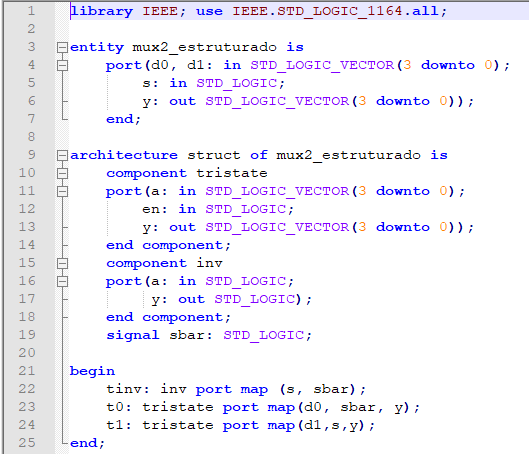 1 library IEEE; use IEEE.STD_LOGIC_1164.all;
2
3 entity mux2_estruturado is
4 port(d0, d1: in STD_LOGIC_VECTOR(3 downto 0);
5 s: in STD_LOGIC;
6 y: out STD_LOGIC_VECTOR(3 downto 0));
7 end;
8
9 architecture struct of mux2_estruturado is
10 component tristate
11 port(a: in STD_LOGIC_VECTOR(3 downto 0);
12 en: in STD_LOGIC;
13 y: out STD_LOGIC_VECTOR(3 downto 0));
14 end component;
15 component inv
16 port(a: in STD_LOGIC;
17 y: out STD_LOGIC);
18 end component;
19 signal sbar: STD_LOGIC;
20
21 begin
22 tinv: inv port map (s, sbar);
23 t0: tristate port map(d0, sbar, y);
24 t1: tristate port map(d1,s,y);
25 end;